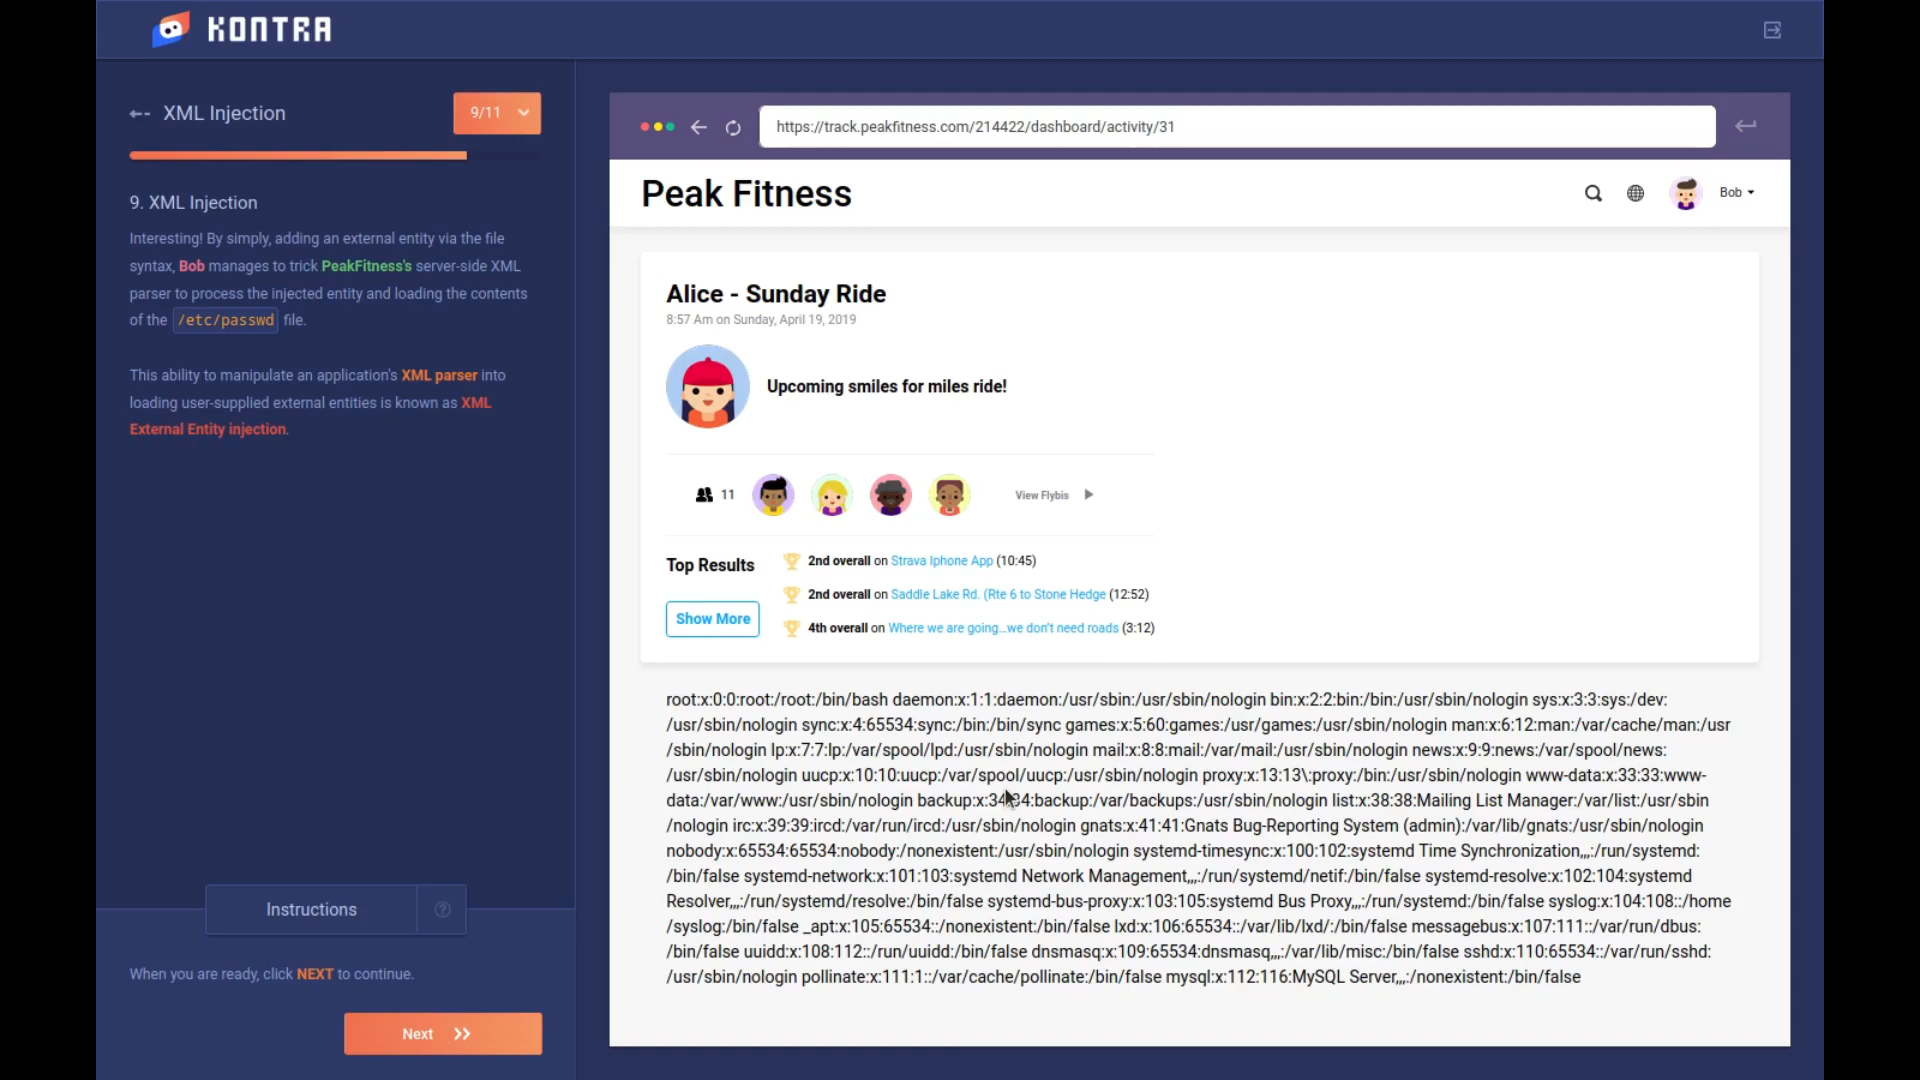 KONTRA
XML Injection
9/11
9. XML Injection
Interesting! By simply, adding an external entity via the file
syntax, Bob manages to trick PeakFitness's server-side XML
parser to process the injected entity and loading the contents
of the /etc/passwd file.
This ability to manipulate an application's XML parser into
loading user-supplied external entities is known as XML
External Entity injection.
Instructions
When you are ready, click NEXT to continue.
Next
https://track.peakfitness.com/214422/dashboard/activity/31
Peak Fitness
Bob
Alice - Sunday Ride
8:57 Am on Sunday, April 19, 2019
Upcoming smiles for miles ride!
11
View Flybis
Top Results
2nd overall on Strava Iphone App (10:45)
2nd overall on Saddle Lake Rd. (Rte 6 to Stone Hedge (12:52)
4th overall on Where we are going…we don't need roads (3:12)
Show More
root:x:0:0:root:/root:/bin/bash daemon:x:1:1:daemon:/usr/sbin:/usr/sbin/nologin bin:x:2:2:bin:/bin:/usr/sbin/nologin sys:x:3:3:sys:/dev:
/usr/sbin/nologin sync:x:4:65534:sync:/bin:/bin/sync games:x:5:60:games:/usr/games:/usr/sbin/nologin man:x:6:12:man:/var/cache/man:/usr
/sbin/nologin lp:x:7:7:lp:/var/spool/lpd:/usr/sbin/nologin mail:x:8:8:mail:/var/mail:/usr/sbin/nologin news:x:9:9:news:/var/spool/news:
/usr/sbin/nologin uucp:x:10:10:uucp:/var/spool/uucp:/usr/sbin/nologin proxy:x:13:13\:proxy:/bin:/usr/sbin/nologin www-data:x:33:33:www-
data:/var/www:/usr/sbin/nologin backup:x:34:34:backup:/var/backups:/usr/sbin/nologin list:x:38:38:Mailing List Manager:/var/list:/usr/sbin
/nologin irc:x:39:39:ircd:/var/run/ircd:/usr/sbin/nologin gnats:x:41:41:Gnats Bug-Reporting System (admin):/var/lib/gnats:/usr/sbin/nologin
nobody:x:65534:65534:nobody:/nonexistent:/usr/sbin/nologin systemd-timesync:x:100:102:systemd Time Synchronization,,,:/run/systemd:
/bin/false systemd-network:x:101:103:systemd Network Management,,,:/run/systemd/netif:/bin/false systemd-resolve:x:102:104:systemd
Resolver,,,:/run/systemd/resolve:/bin/false systemd-bus-proxy:x:103:105:systemd Bus Proxy,,,:/run/systemd:/bin/false syslog:x:104:108::/home
/syslog:/bin/false _apt:x:105:65534::/nonexistent:/bin/false lxd:x:106:65534::/var/lib/lxd/:/bin/false messagebus:x:107:111::/var/run/dbus:
/bin/false uuidd:x:108:112::/run/uuidd:/bin/false dnsmasq:x:109:65534:dnsmasq,,,:/var/lib/misc:/bin/false sshd:x:110:65534::/var/run/sshd:
/usr/sbin/nologin pollinate:x:111:1::/var/cache/pollinate:/bin/false mysql:x:112:116:MySQL Server,,,:/nonexistent:/bin/false